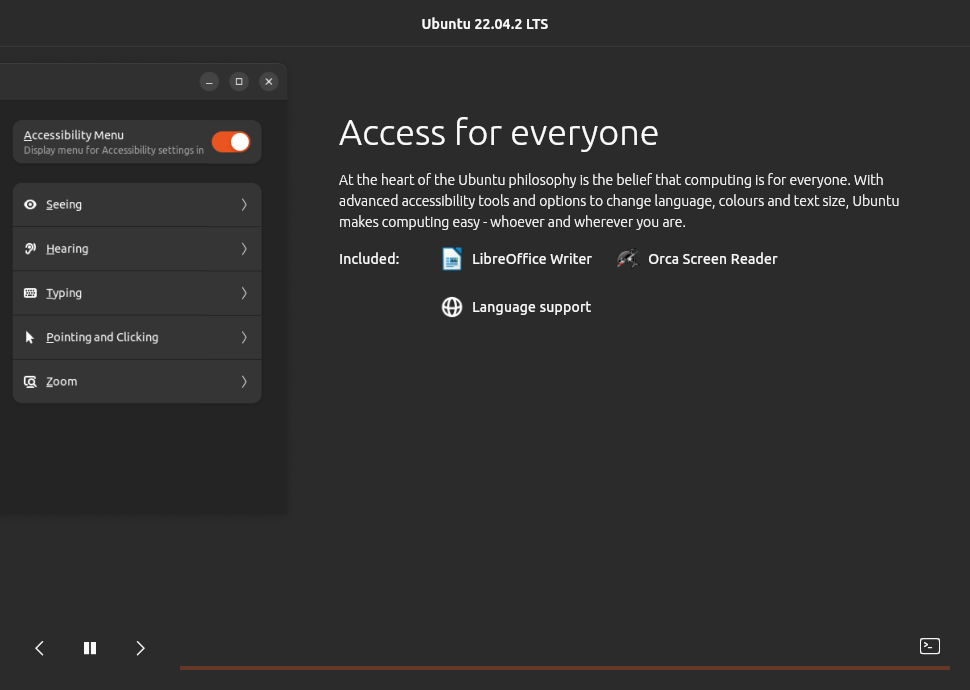 Ubuntu 22.04.2 LTS
Accessibility Menu
Display menu for Accessibility settings in
Seeing
Hearing
Typing
Pointing and Clicking
Zoom
Access for everyone
At the heart of the Ubuntu philosophy is the belief that computing is for everyone. With
advanced accessibility tools and options to change language, colours and text size, Ubuntu
makes computing easy - whoever and wherever you are.
Included:
LibreOffice Writer
Orca Screen Reader
Language support